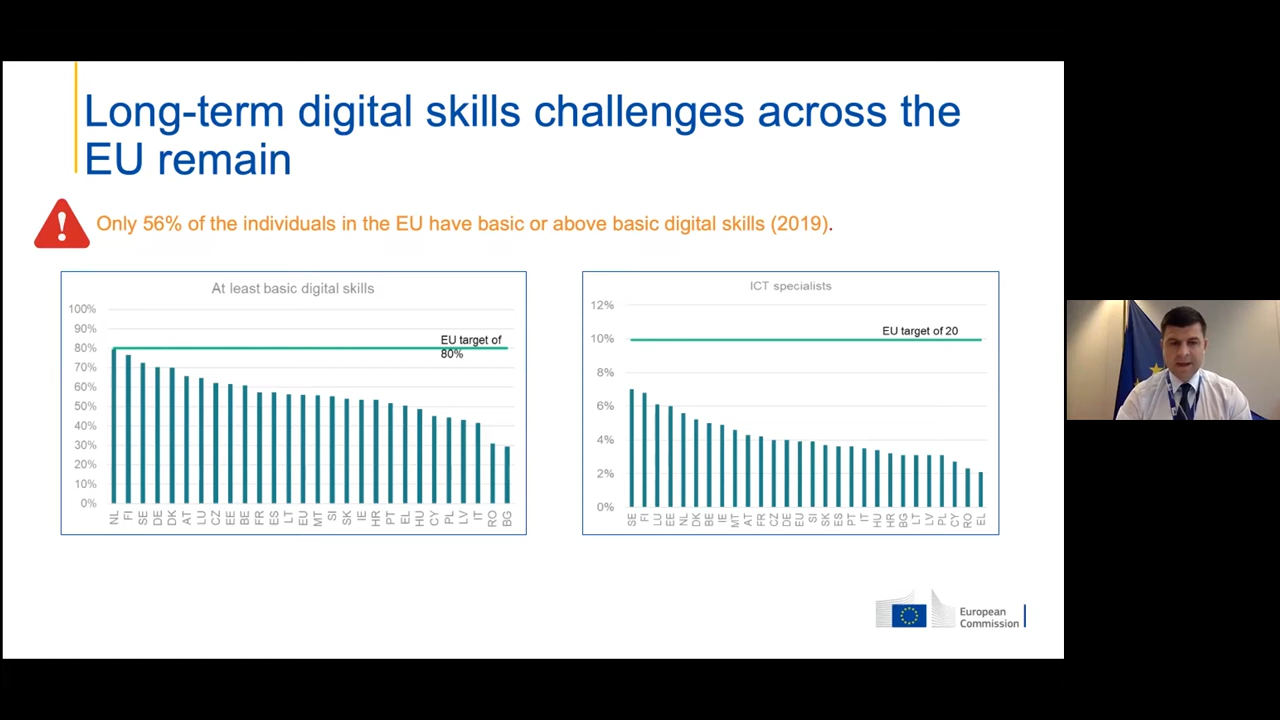 Long-term digital skills challenges across the
EU remain
Only 56% of the individuals in the EU have basic or above basic digital skills (2019).
At least basic digital skills
100%
90%
80%
70%
60%
50%
40%
30%
20%
10%
0%
EU target of
80%
NL FI SE DE DK AT LU CZ EE BE FR ES LT EU MT SI SK IE HR PT EL HU CY PL LV IT RO BG
ICT specialists
12%
10%
8%
6%
4%
2%
0%
EU target of 20
SE FI LU EE NL DK BE IE MT AT FR CZ DE EU SI SK ES PT IT HU HR BG LT LV PL CY RO EL
European
Commission